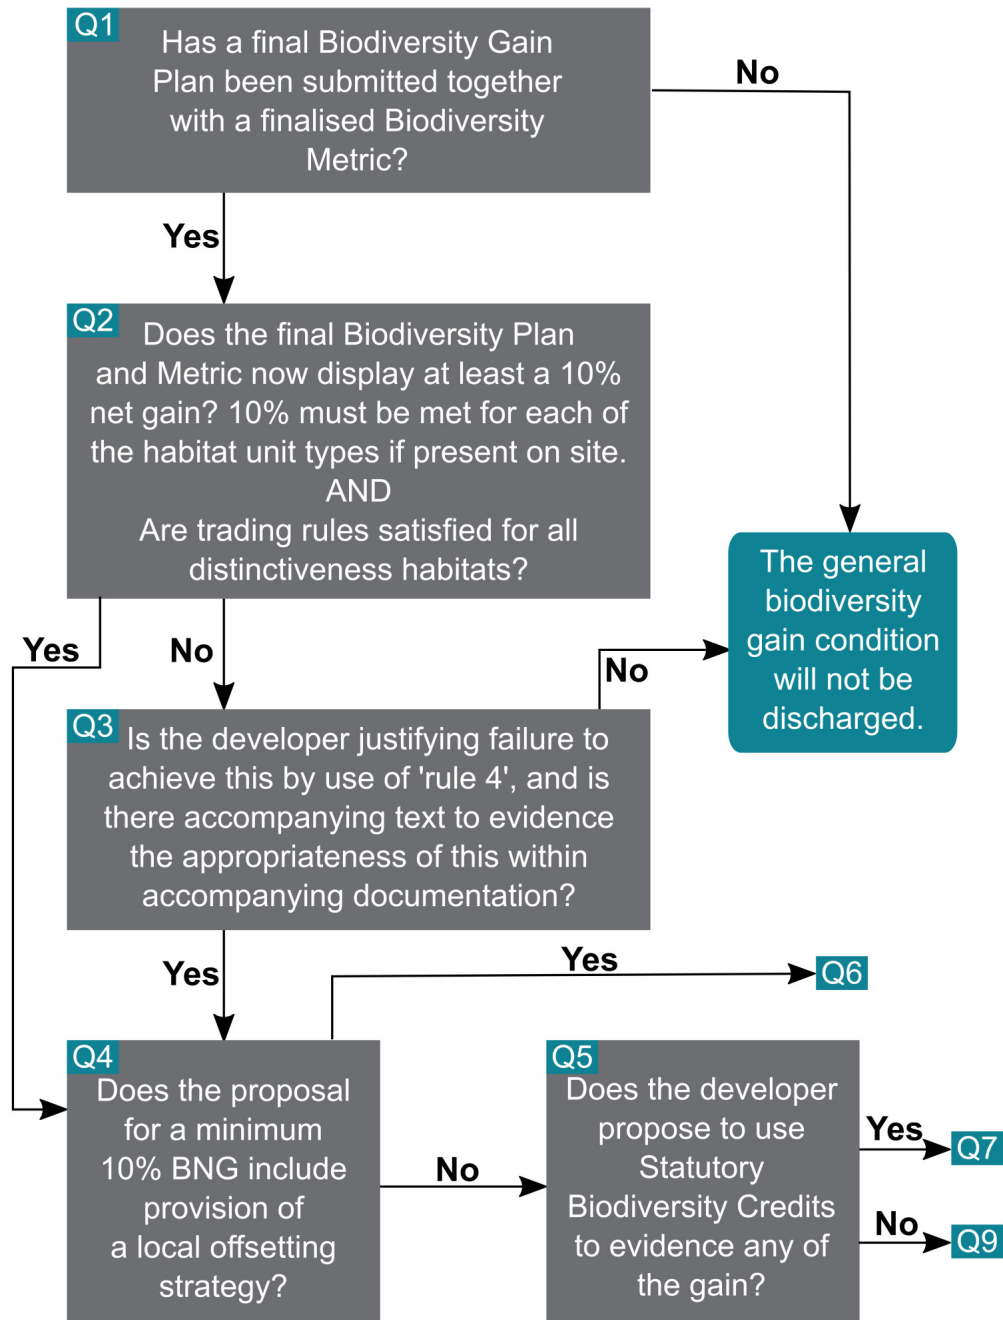 Q1
Has a final Biodiversity Gain
Plan been submitted together
with a finalised Biodiversity
Metric?
No
Yes
Q2
Does the final Biodiversity Plan
and Metric now display at least a 10%
net gain? 10% must be met for each of
the habitat unit types if present on site.
AND
Are trading rules satisfied for all
distinctiveness habitats?
The general
biodiversity
gain condition
will not be
discharged.
Yes
No
No
Q3
Is the developer justifying failure to
achieve this by use of 'rule 4', and is
there accompanying text to evidence
the appropriateness of this within
accompanying documentation?
Yes
Yes
Q6
Q4
Does the proposal
for a minimum
10% BNG include
provision of
a local offsetting
strategy?
No
Q5
Does the developer
propose to use
Statutory
Biodiversity Credits
to evidence any of
the gain?
Yes
Q7
No
Q9